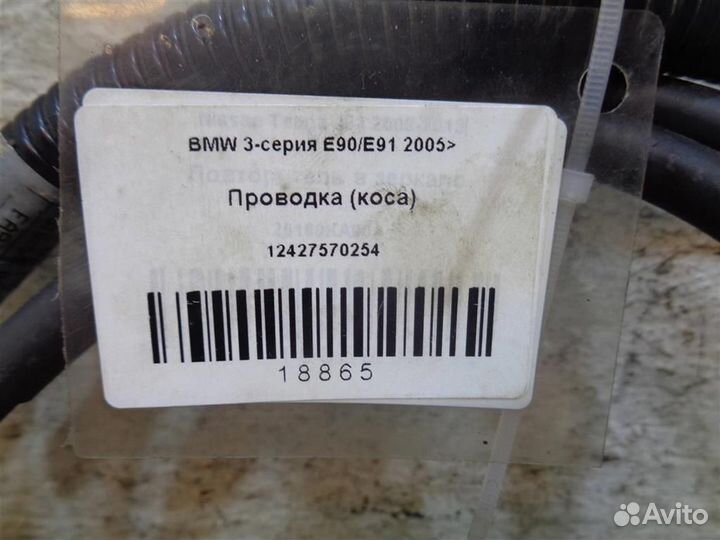 BMW 3-серия E90/E91 2005>
Проводка (коса)
12427570254
18865
Avito